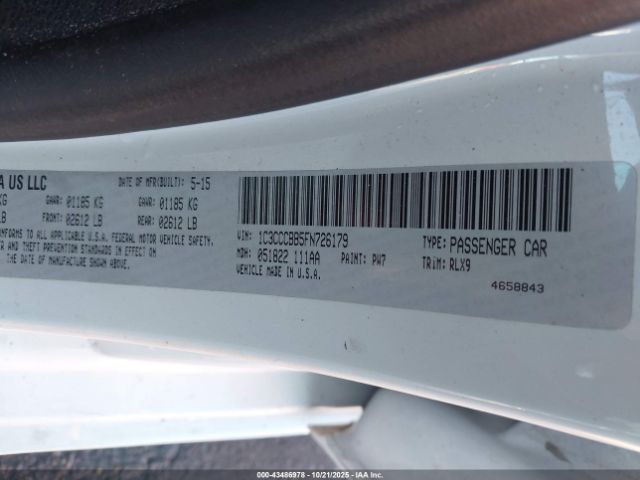 A US LLC
DATE OF MFR(BUILT): 5-15
KG GAWR: 01185 KG GAWR: 01185 KG
LB FRONT: 02612 LB REAR: 02612 LB
NFORMS TO ALL APPLICABLE U.S.A. FEDERAL MOTOR VEHICLE SAFETY,
AND THEFT PREVENTION STANDARDS IN EFFECT ON
THE DATE OF MANUFACTURE SHOWN ABOVE.
VIN: 1C3CCCBB5FN726179 TYPE: PASSENGER CAR
MDH: 051822 111AA PAINT: PW7 TRIM: RLX9
VEHICLE MADE IN U.S.A.
4658843
© - 43486978 - 10/21/2025 - IAA Inc.